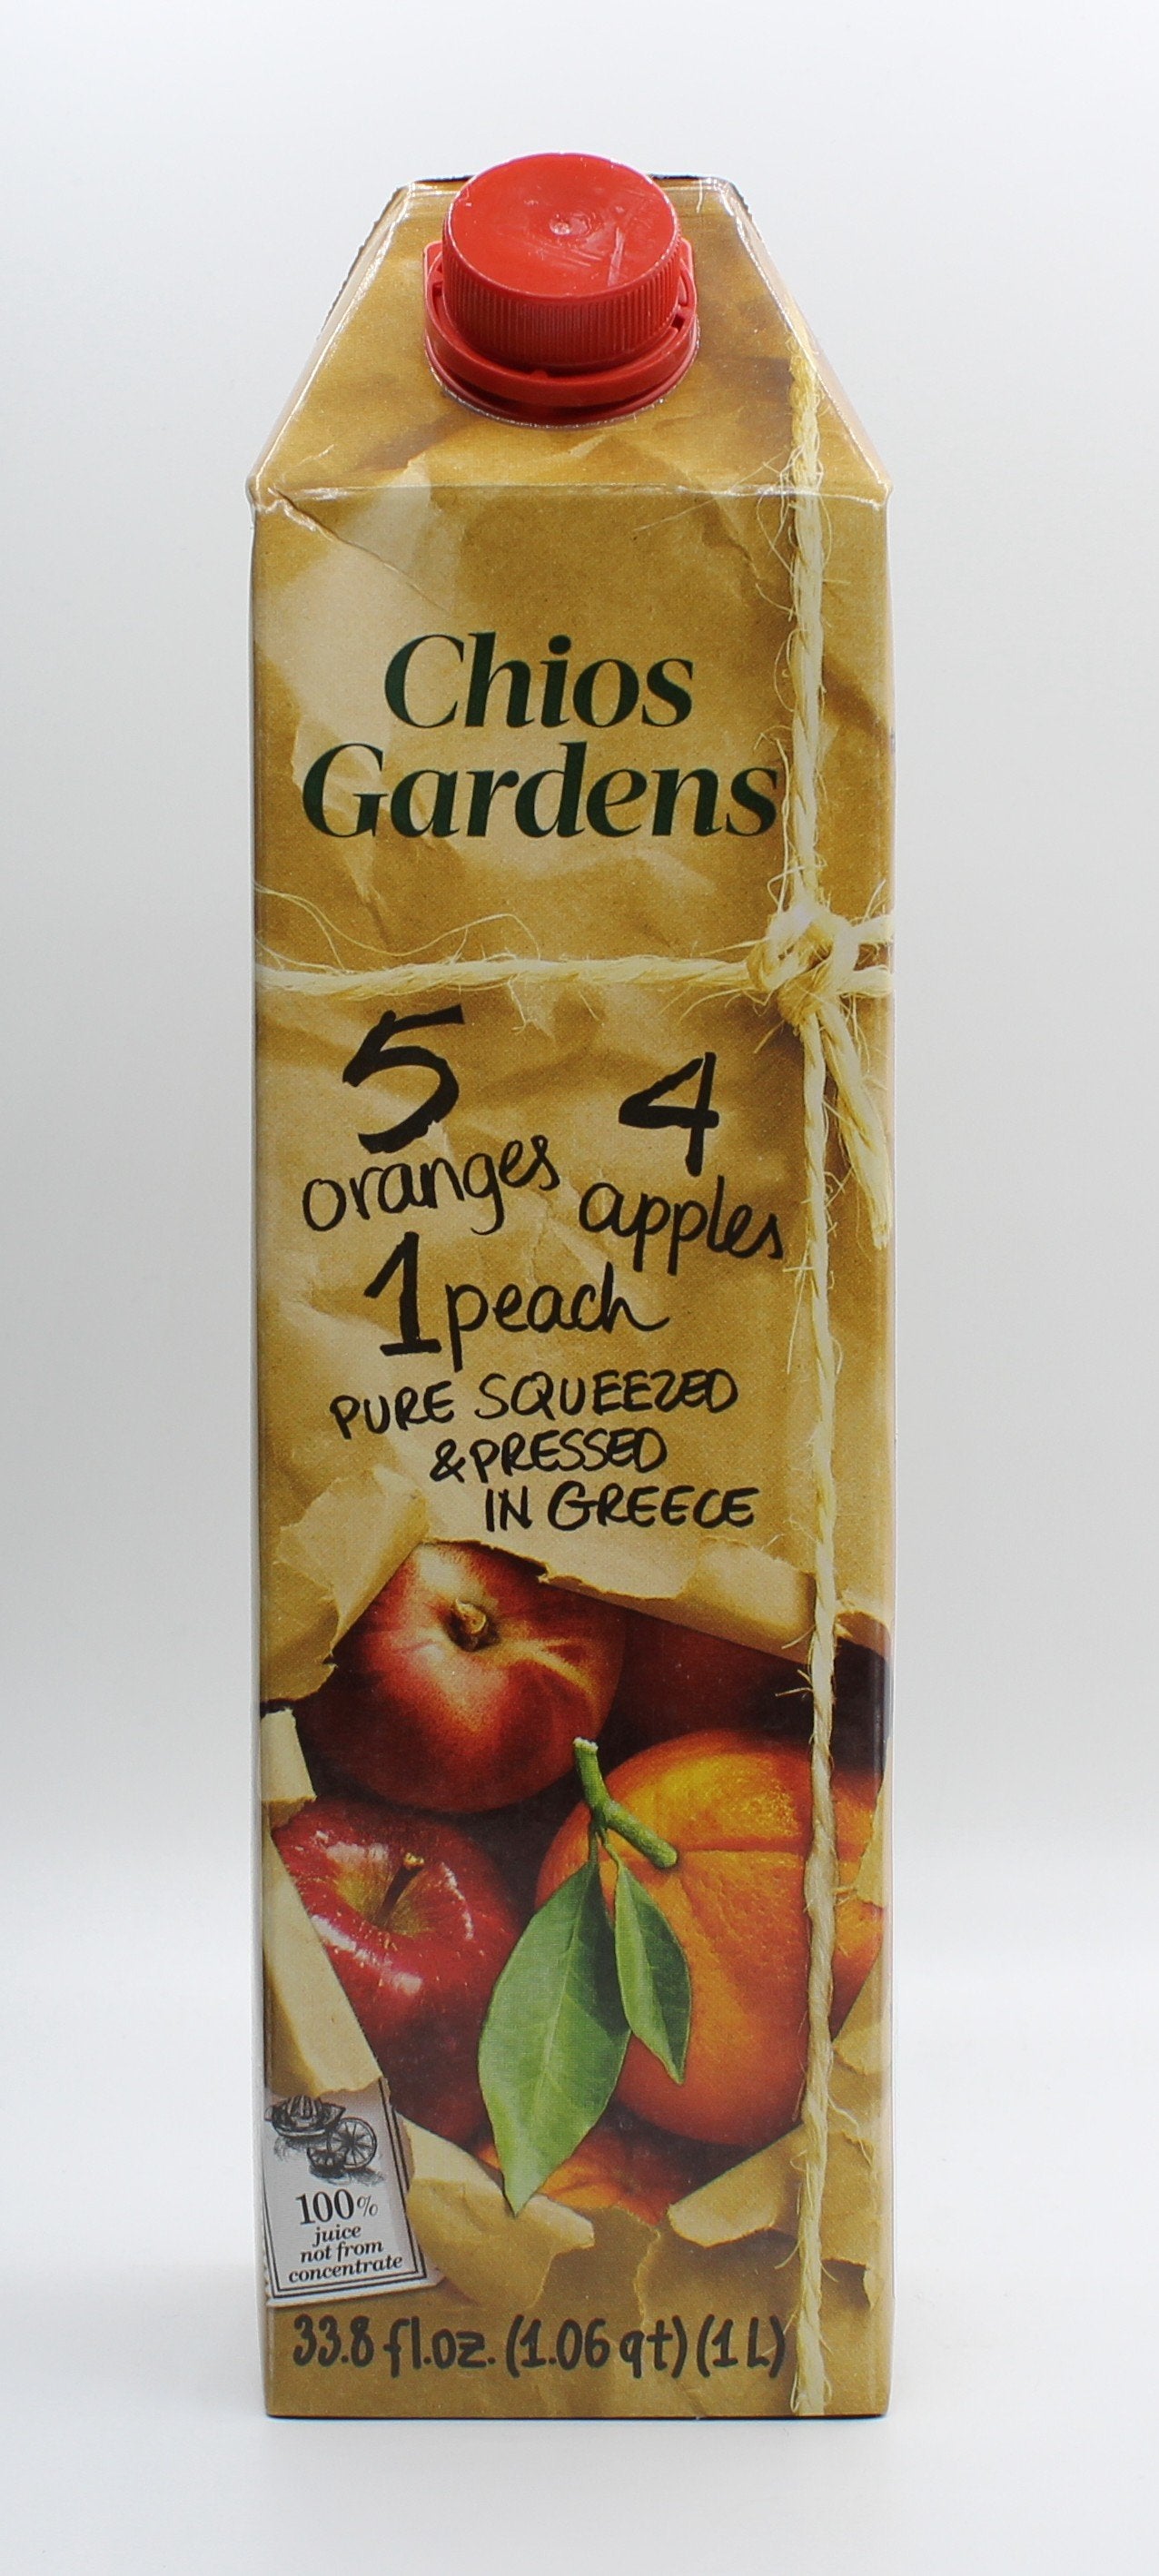 Chios
Gardens
5 4
oranges apples
1 peach
PURE SQUEEZED
& PRESSED
IN GREECE
100%
juice
not from
concentrate
33.8 fl.oz. (1.06 qt) (1 L)